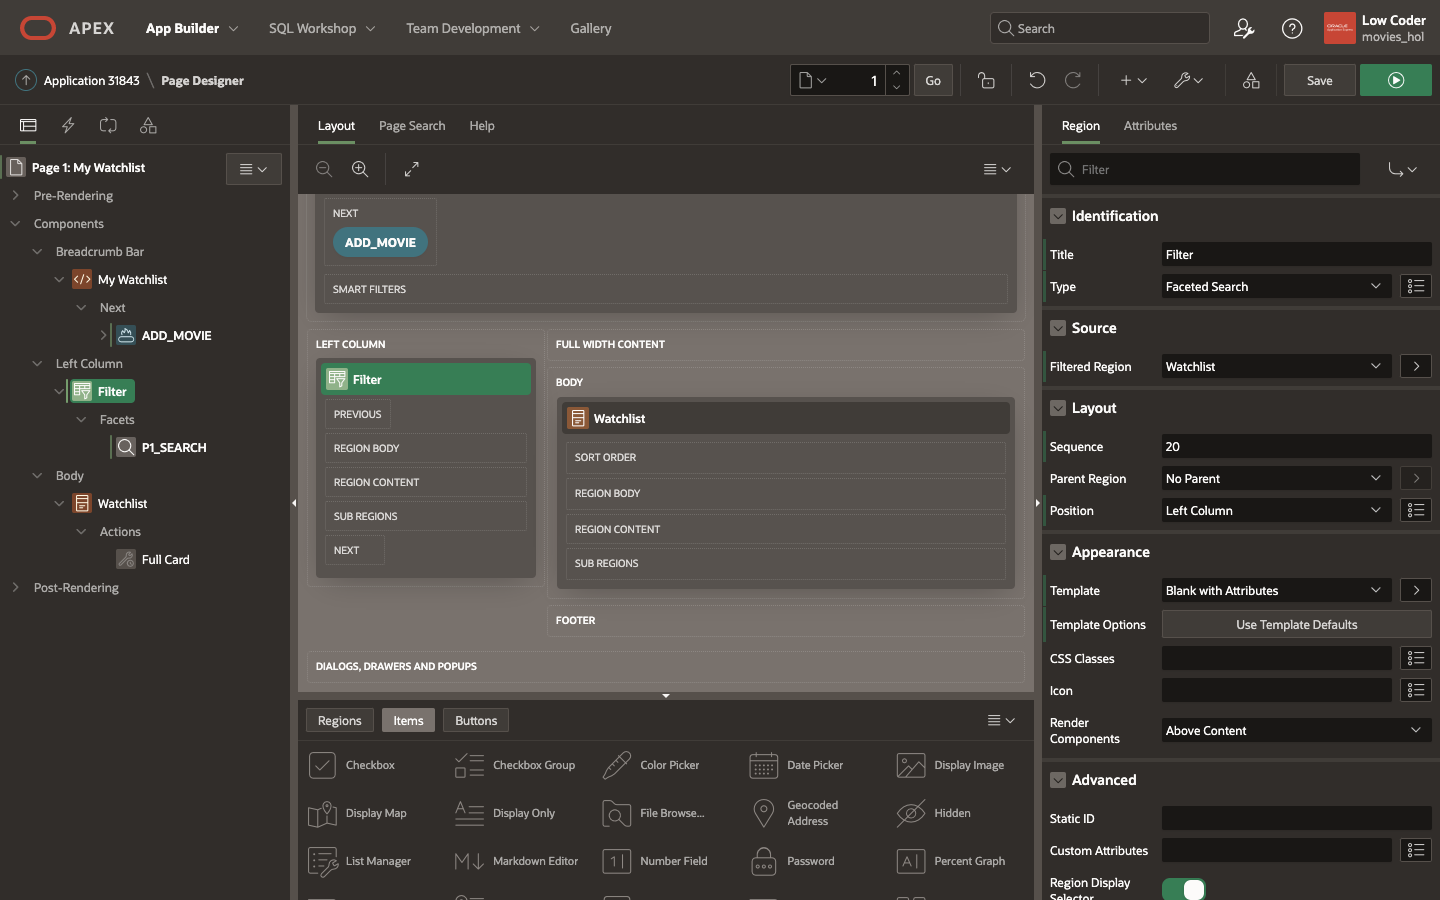 APEX
App Builder
SQL Workshop
Team Development
Gallery
Search
ORACLE
Low Coder
movies_hol
Application 31843 \ Page Designer
1
Go
Save
Page 1: My Watchlist
Pre-Rendering
Components
Breadcrumb Bar
My Watchlist
Next
ADD_MOVIE
Left Column
Filter
Facets
P1_SEARCH
Body
Watchlist
Actions
Full Card
Post-Rendering
Layout
Page Search
Help
NEXT
ADD_MOVIE
SMART FILTERS
LEFT COLUMN
Filter
PREVIOUS
REGION BODY
REGION CONTENT
SUB REGIONS
NEXT
FULL WIDTH CONTENT
BODY
Watchlist
SORT ORDER
REGION BODY
REGION CONTENT
SUB REGIONS
FOOTER
DIALOGS, DRAWERS AND POPUPS
Regions
Items
Buttons
Checkbox
Checkbox Group
Color Picker
Date Picker
Display Image
Display Map
Display Only
File Browse...
Geocoded
Address
Hidden
List Manager
Markdown Editor
Number Field
Password
Percent Graph
Region
Attributes
Filter
Identification
Title
Filter
Type
Faceted Search
Source
Filtered Region
Watchlist
Layout
Sequence
20
Parent Region
No Parent
Position
Left Column
Appearance
Template
Blank with Attributes
Template Options
Use Template Defaults
CSS Classes
Icon
Render
Components
Above Content
Advanced
Static ID
Custom Attributes
Region Display
Selector